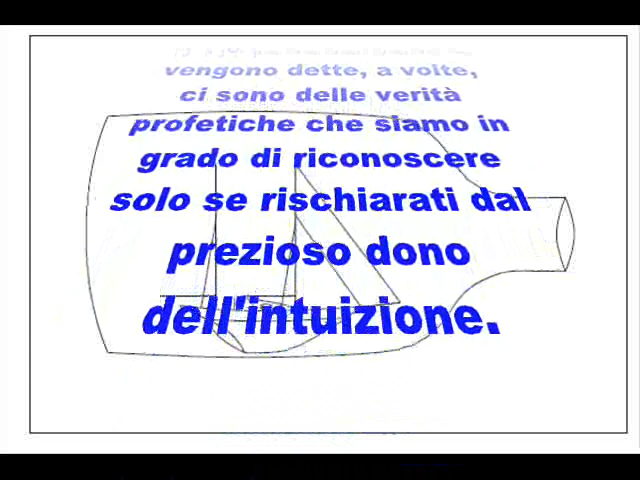 vengono dette, a volte,
ci sono delle verità
profetiche che siamo in
grado di riconoscere
solo se rischiarati dal
prezioso dono
dell'intuizione.